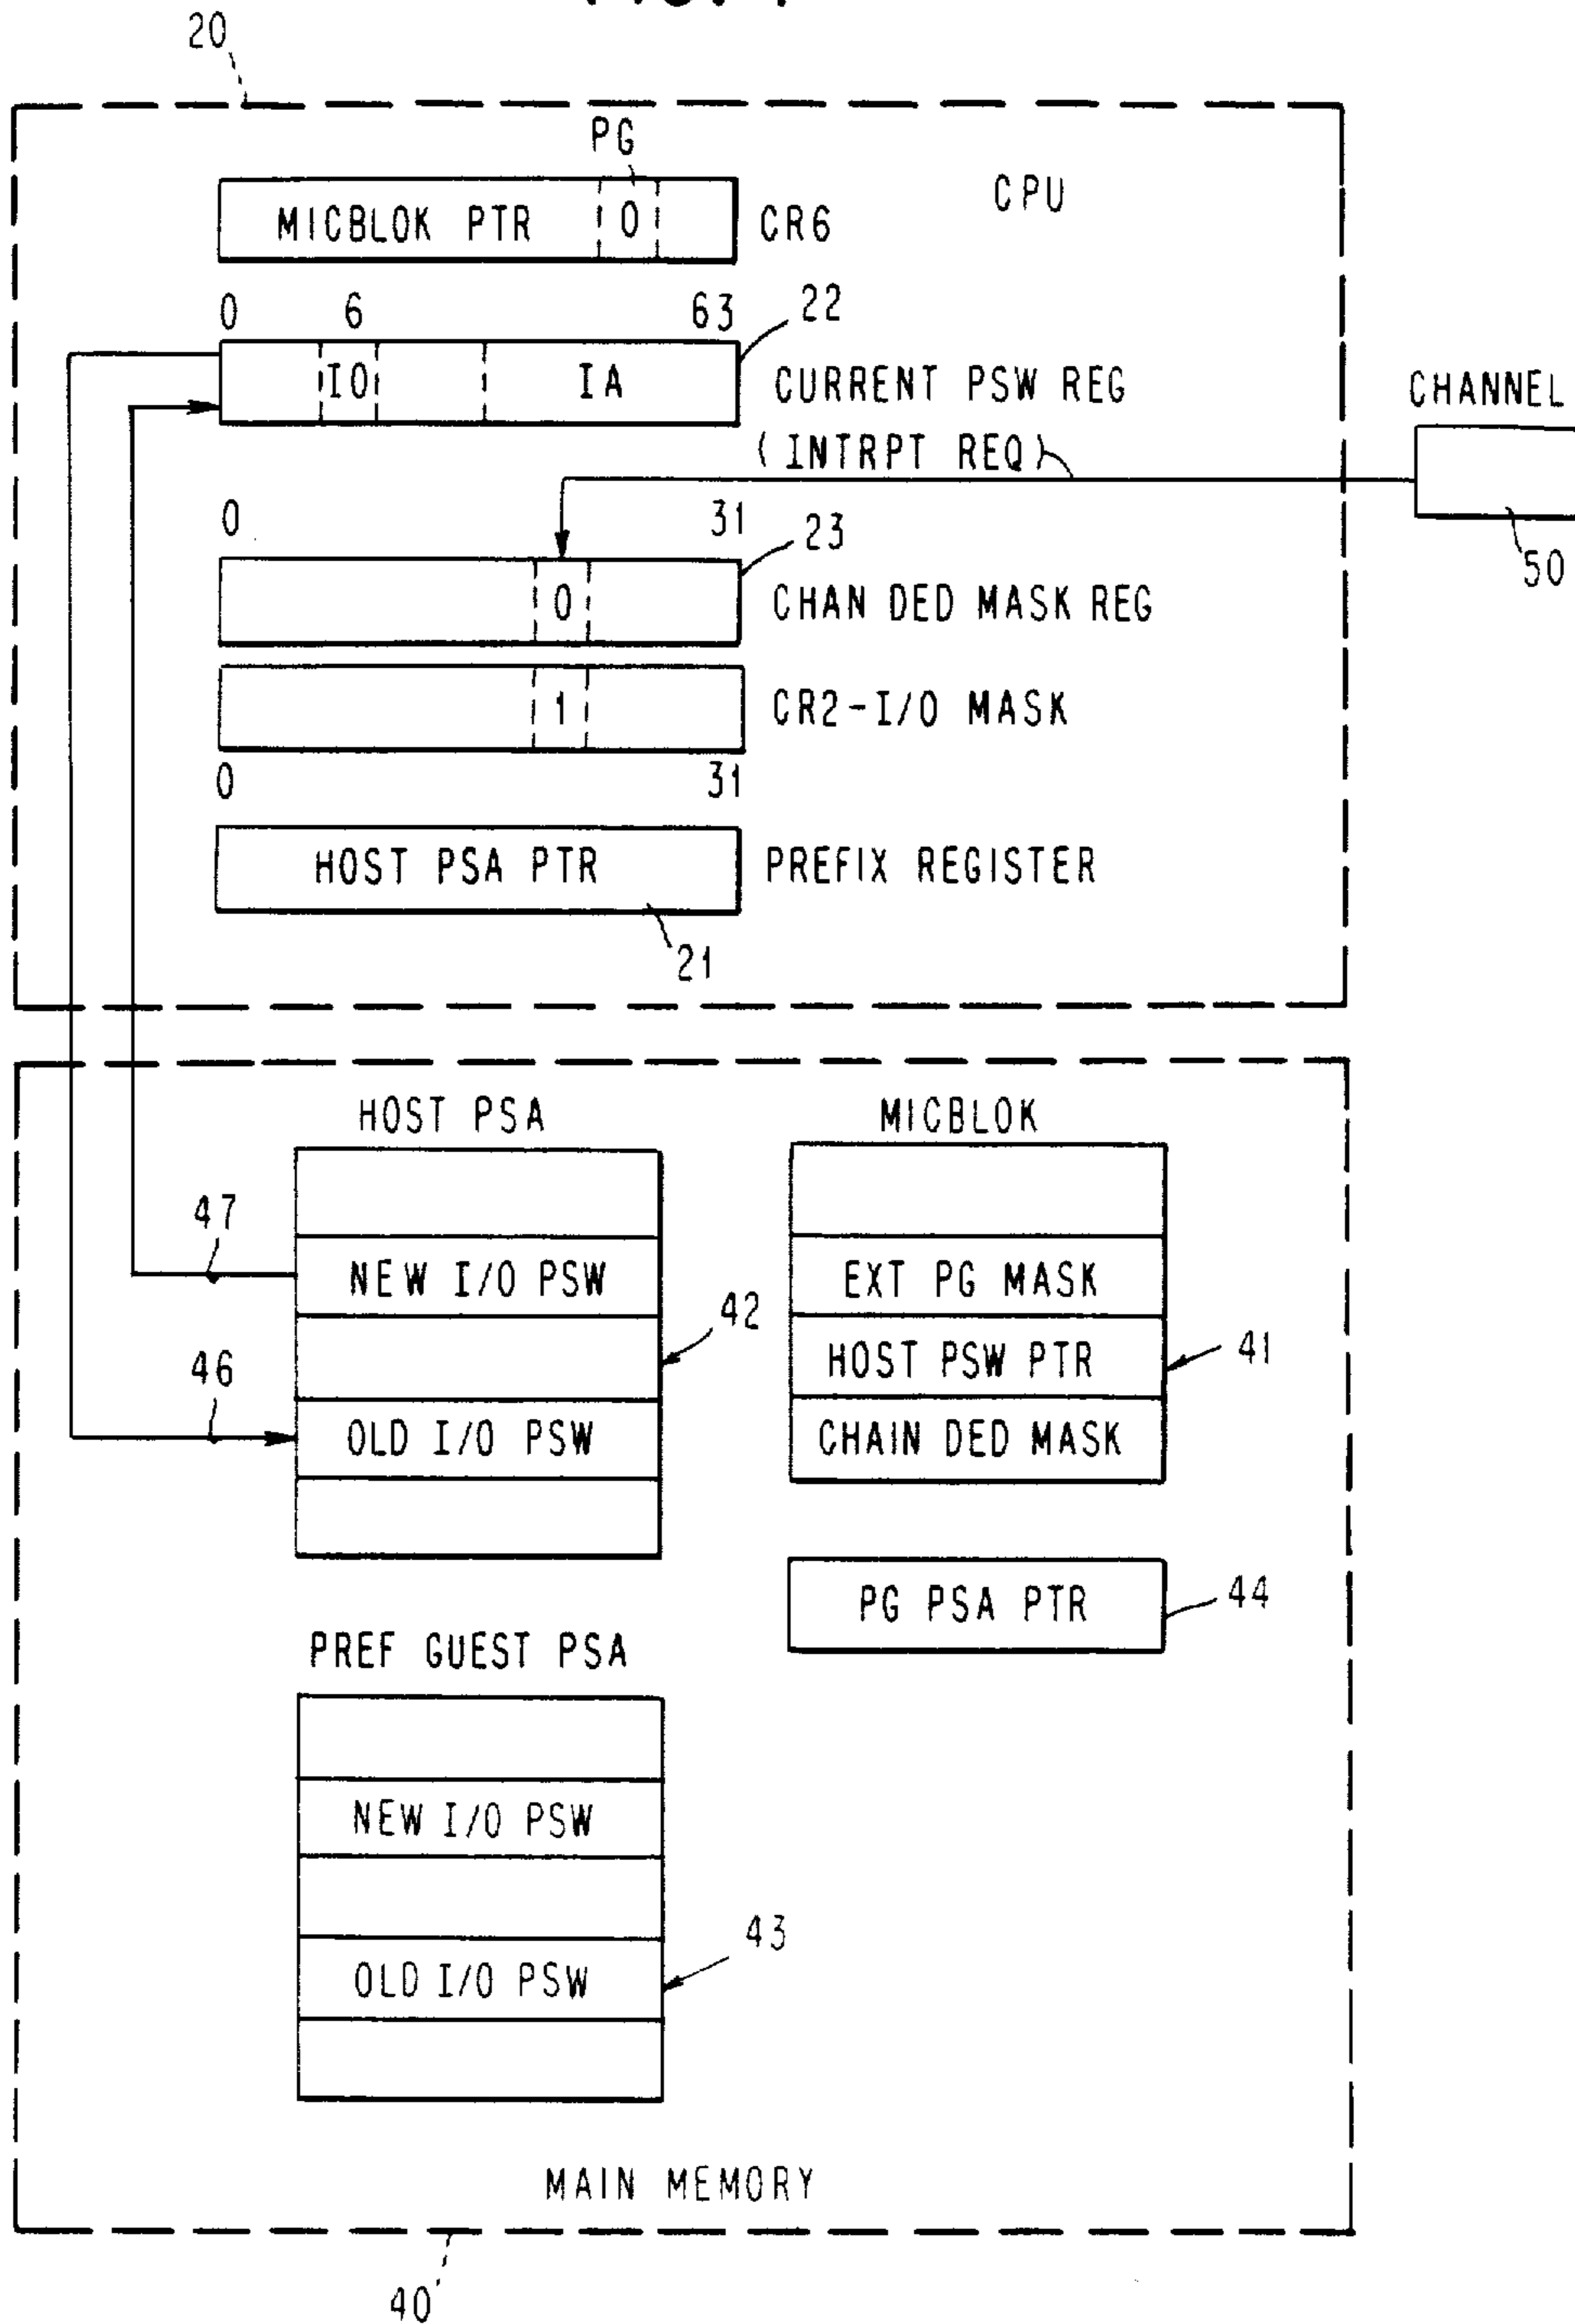 20
PG
CPU
MICBLOK PTR 0 CR6
0 6 63 22
IO IA CURRENT PSW REG
CHANNEL
(INTRPT REQ)
0 31 23
50
0 CHAN DED MASK REG
1 CR2-I/O MASK
0 31
HOST PSA PTR PREFIX REGISTER
21
HOST PSA MICBLOK
47
NEW I/O PSW EXT PG MASK
42
HOST PSW PTR 41
46
OLD I/O PSW CHAIN DED MASK
PG PSA PTR 44
PREF GUEST PSA
NEW I/O PSW
43
OLD I/O PSW
MAIN MEMORY
40